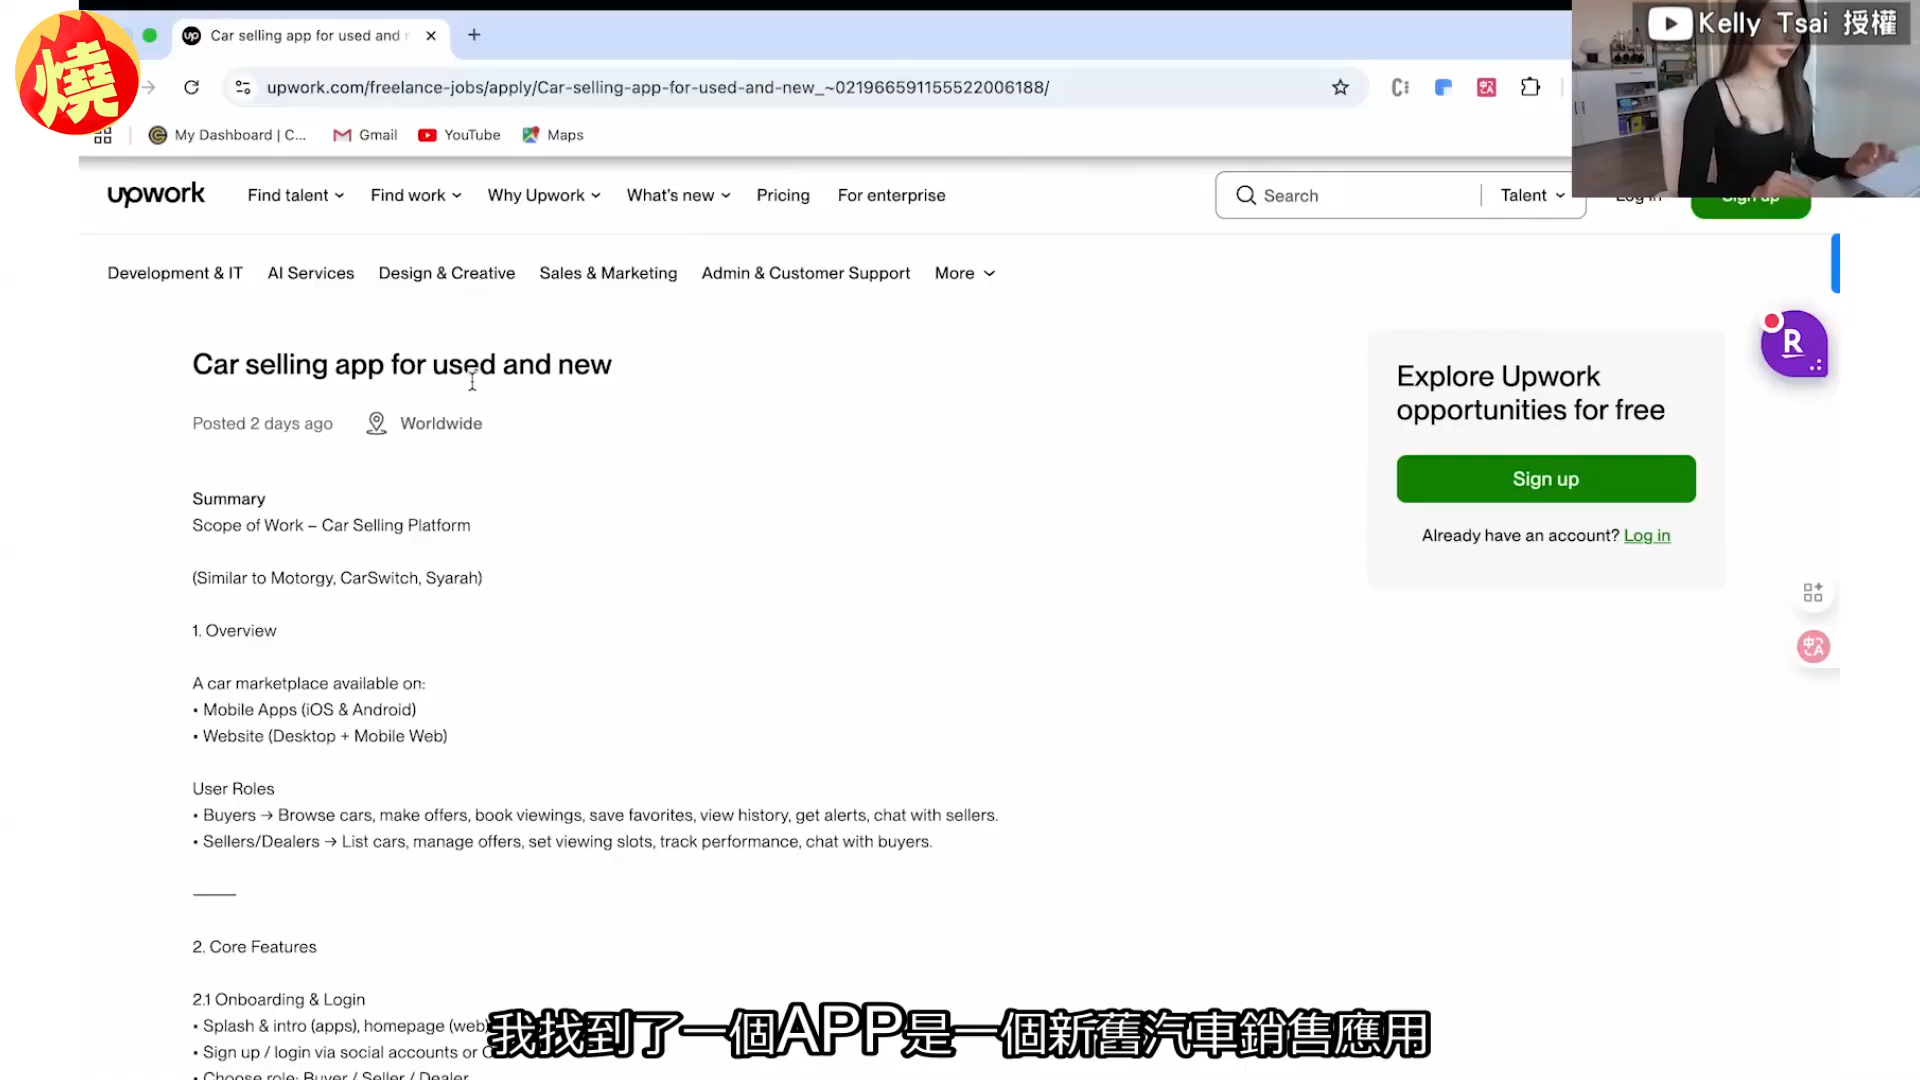 燒
Car selling app for used and n
Kelly Tsai 授權
upwork.com/freelance-jobs/apply/Car-selling-app-for-used-and-new_~021966591155522006188/
My Dashboard | C...
Gmail
YouTube
Maps
upwork
Find talent
Find work
Why Upwork
What's new
Pricing
For enterprise
Search
Talent
Log in
Sign up
Development & IT
AI Services
Design & Creative
Sales & Marketing
Admin & Customer Support
More
Car selling app for used and new
Posted 2 days ago
Worldwide
Explore Upwork
opportunities for free
Sign up
Already have an account? Log in
R
Summary
Scope of Work – Car Selling Platform
(Similar to Motorgy, CarSwitch, Syarah)
1. Overview
A car marketplace available on:
• Mobile Apps (iOS & Android)
• Website (Desktop + Mobile Web)
User Roles
• Buyers → Browse cars, make offers, book viewings, save favorites, view history, get alerts, chat with sellers.
• Sellers/Dealers → List cars, manage offers, set viewing slots, track performance, chat with buyers.
2. Core Features
2.1 Onboarding & Login
• Splash & intro (apps), homepage (web)
• Sign up / login via social accounts or
• Choose role: Buyer / Seller / Dealer
我找到了一個APP是一個新舊汽車銷售應用